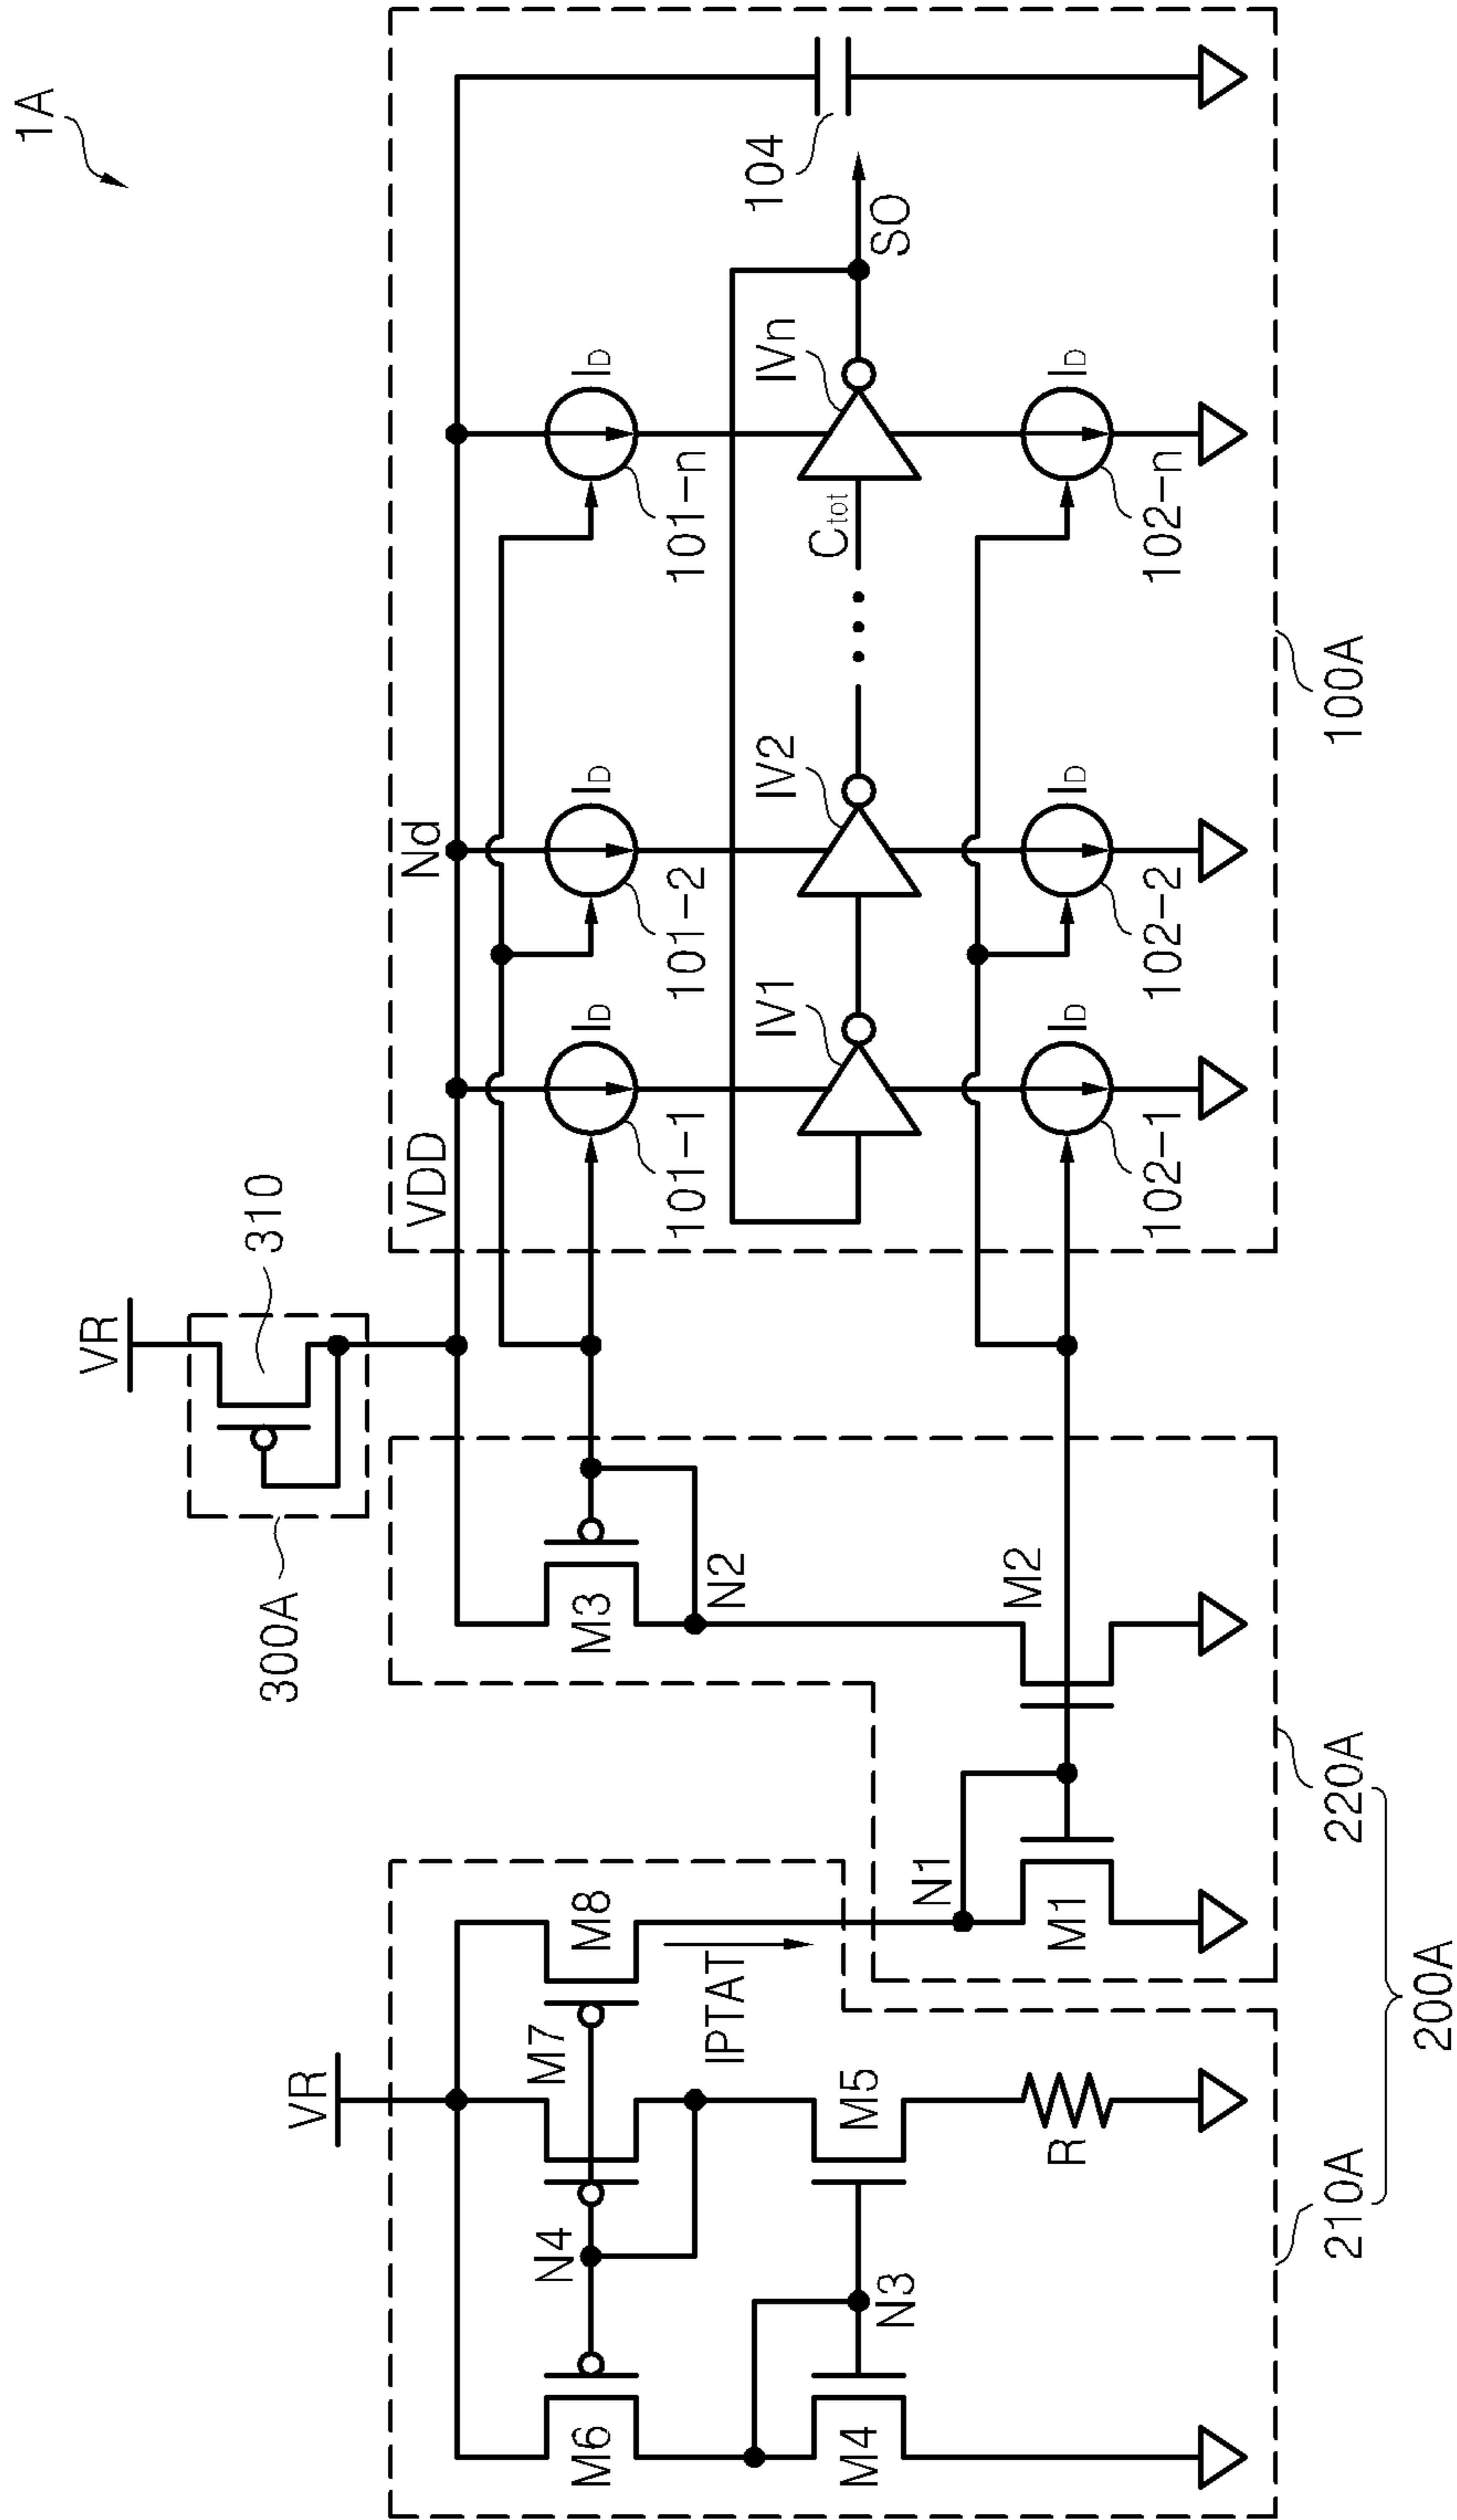 1A
VR
300A
310
VR
VDD
Nd
M6
N4
M7
M8
M3
ID
ID
ID
101-1
101-2
101-n
104
IPTAT
N2
IV1
IV2
IVn
M4
N3
M5
N1
Ctot
SO
R
M1
M2
ID
ID
ID
102-1
102-2
102-n
210A
220A
100A
200A